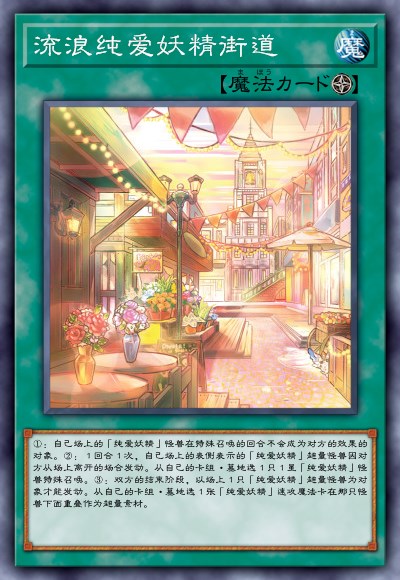 流浪纯爱妖精街道
魔
【魔法カード】
まほう
①：自己场上的「纯爱妖精」怪兽在特殊召唤的回合不会成为对方的效果的
对象。②：1回合1次，自己场上的表侧表示的「纯爱妖精」超量怪兽因对
方从场上离开的场合发动。从自己的卡组·墓地选1只1星「纯爱妖精」怪
兽特殊召唤。③：双方的结束阶段，以场上1只「纯爱妖精」超量怪兽为对
象才能发动。从自己的卡组·墓地选1张「纯爱妖精」速攻魔法卡在那只怪
兽下面重叠作为超量素材。